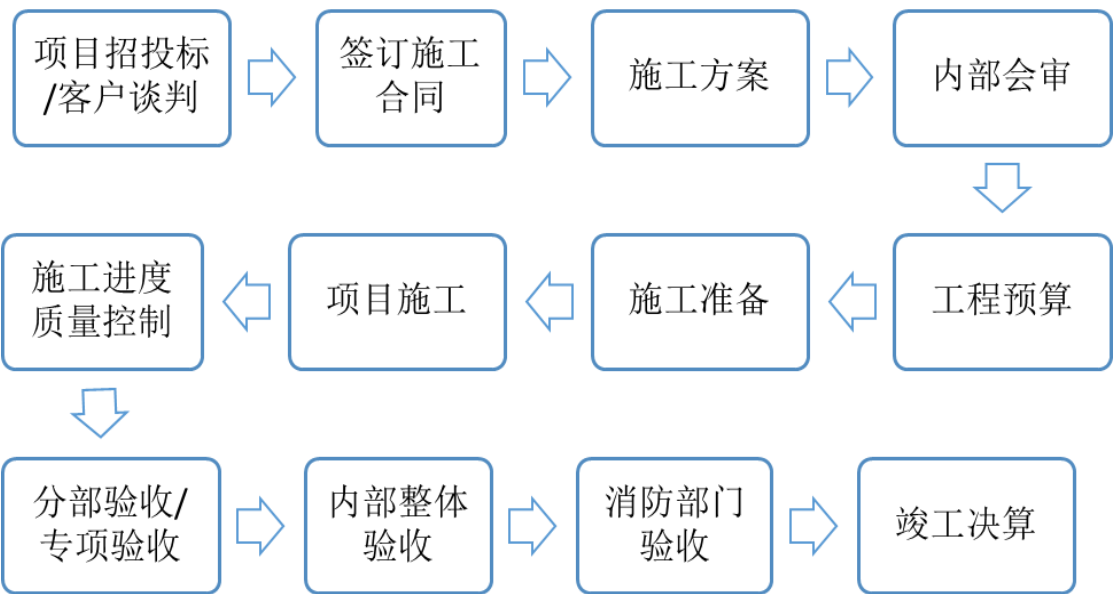 项目招投标
/客户谈判
签订施工
合同
施工方案
内部会审
工程预算
施工准备
项目施工
施工进度
质量控制
分部验收/
专项验收
内部整体
验收
消防部门
验收
竣工决算